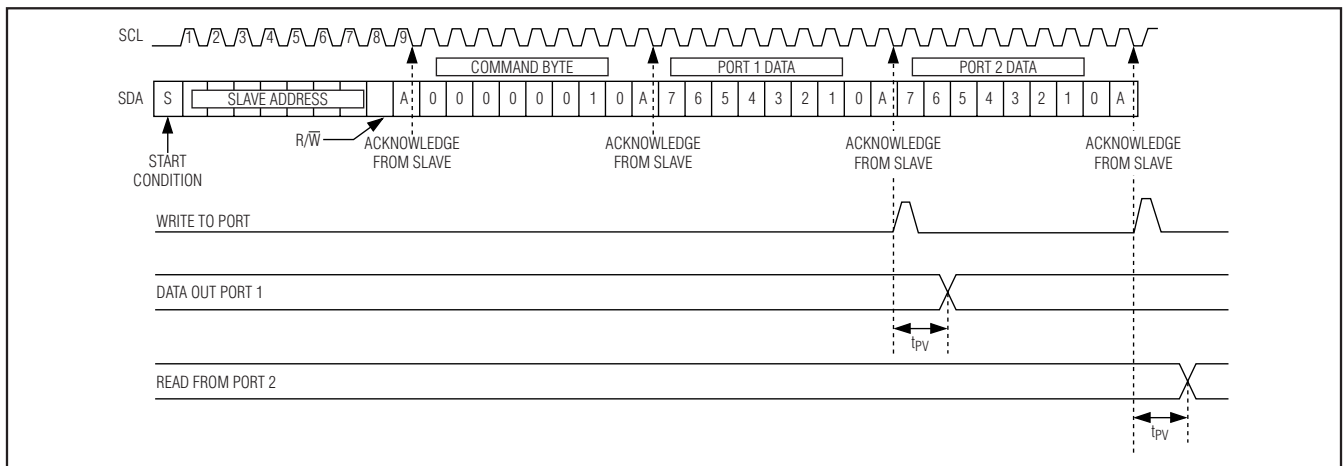 SCL 1 2 3 4 5 6 7 8 9
COMMAND BYTE PORT 1 DATA PORT 2 DATA
SDA S SLAVE ADDRESS A 0 0 0 0 0 0 1 0 A 7 6 5 4 3 2 1 0 A 7 6 5 4 3 2 1 0 A
R/W̅ ACKNOWLEDGE ACKNOWLEDGE ACKNOWLEDGE ACKNOWLEDGE
START FROM SLAVE FROM SLAVE FROM SLAVE FROM SLAVE
CONDITION
WRITE TO PORT
DATA OUT PORT 1
tPV
READ FROM PORT 2
tPV